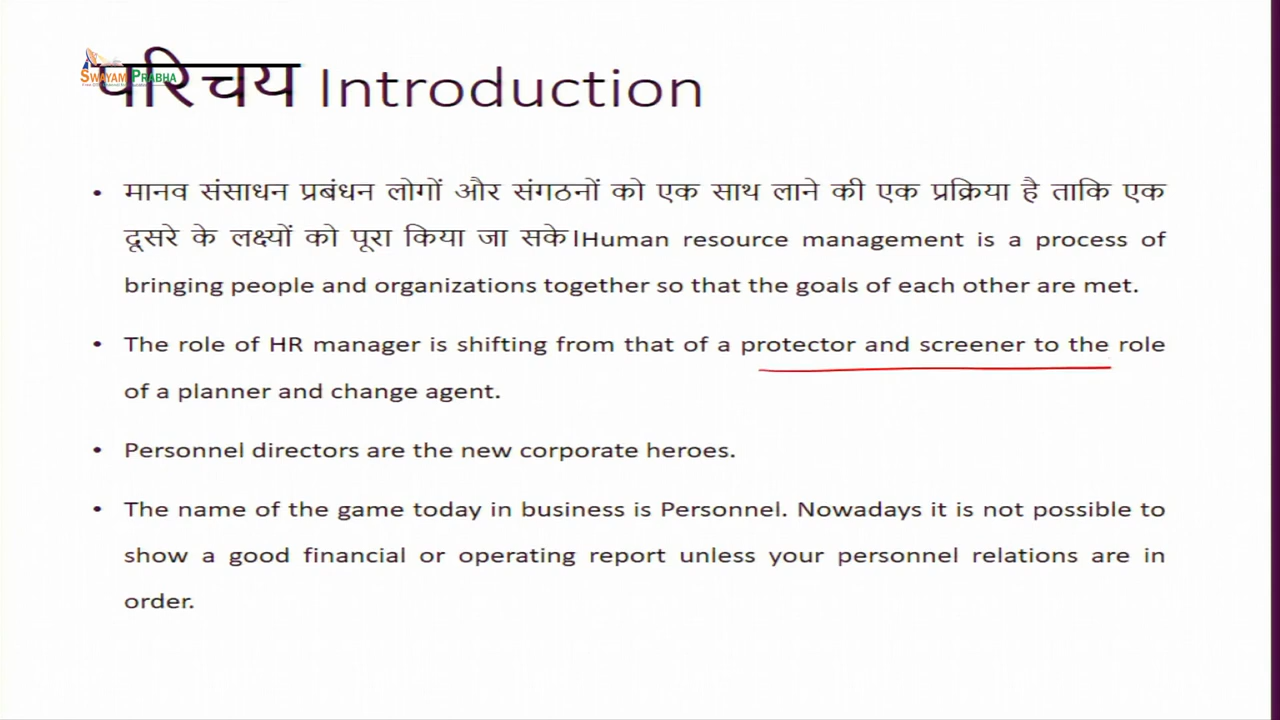 SWAYAM PRABHA
परिचय Introduction
• मानव संसाधन प्रबंधन लोगों और संगठनों को एक साथ लाने की एक प्रक्रिया है ताकि एक
दूसरे के लक्ष्यों को पूरा किया जा सके।Human resource management is a process of
bringing people and organizations together so that the goals of each other are met.
• The role of HR manager is shifting from that of a protector and screener to the role
of a planner and change agent.
• Personnel directors are the new corporate heroes.
• The name of the game today in business is Personnel. Nowadays it is not possible to
show a good financial or operating report unless your personnel relations are in
order.